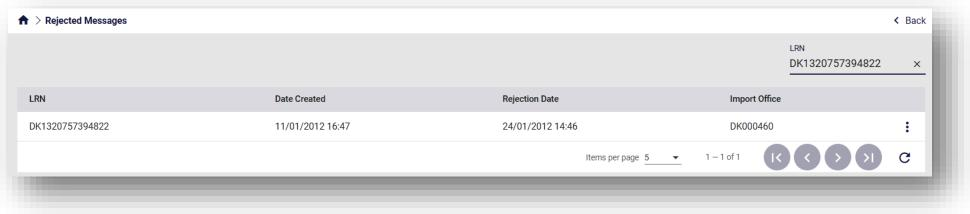 > Rejected Messages < Back
LRN
DK1320757394822 ×
LRN Date Created Rejection Date Import Office
DK1320757394822 11/01/2012 16:47 24/01/2012 14:46 DK000460
Items per page 5 1 – 1 of 1